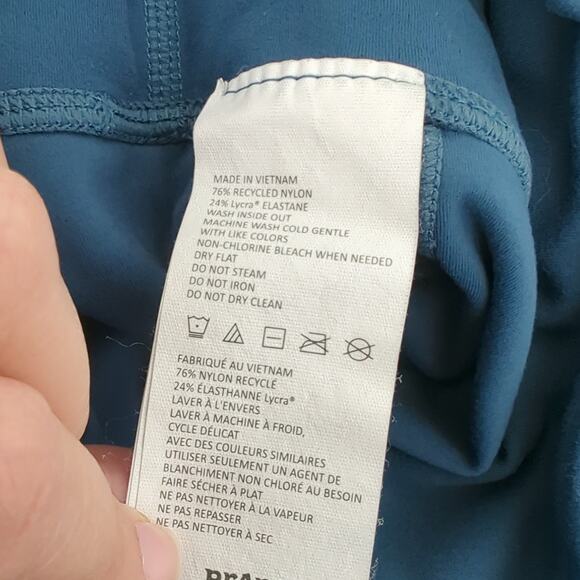 MADE IN VIETNAM
76% RECYCLED NYLON
24% Lycra® ELASTANE
WASH INSIDE OUT
MACHINE WASH COLD GENTLE
WITH LIKE COLORS
NON-CHLORINE BLEACH WHEN NEEDED
DRY FLAT
DO NOT STEAM
DO NOT IRON
DO NOT DRY CLEAN
FABRIQUÉ AU VIETNAM
76% NYLON RECYCLÉ
24% ÉLASTHANNE Lycra®
LAVER À L'ENVERS
LAVER À MACHINE À FROID,
CYCLE DÉLICAT
AVEC DES COULEURS SIMILAIRES
UTILISER SEULEMENT UN AGENT DE
BLANCHIMENT NON CHLORÉ AU BESOIN
FAIRE SÉCHER À PLAT
NE PAS NETTOYER À LA VAPEUR
NE PAS REPASSER
NE PAS NETTOYER À SEC